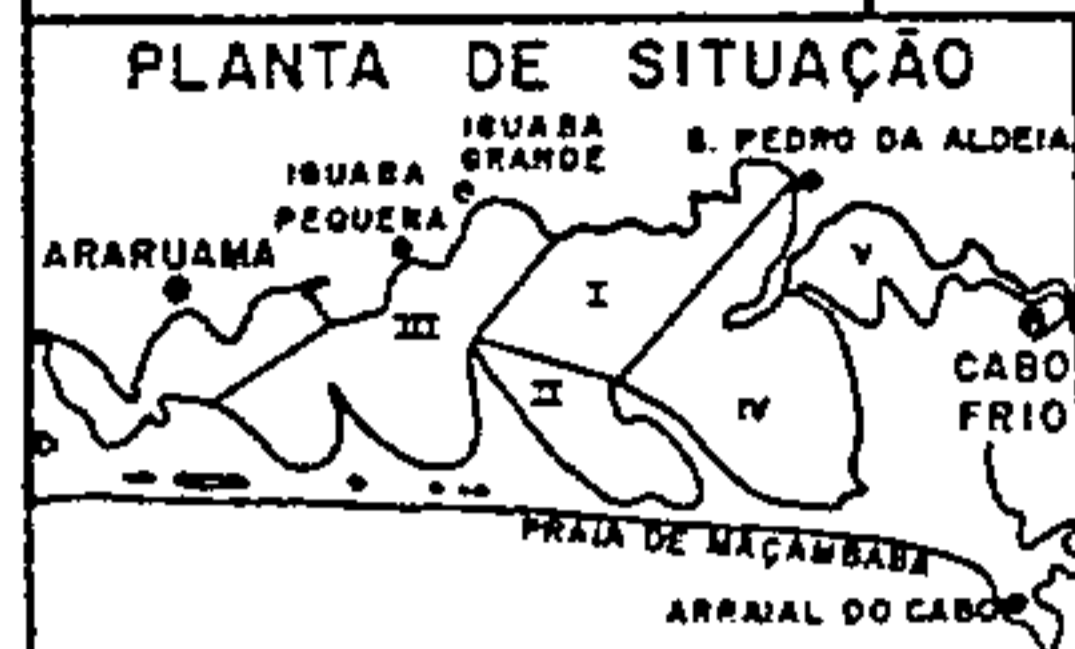 PLANTA DE SITUAÇÃO
IGUABA
GRANDE
S. PEDRO DA ALDEIA
IGUABA
PEQUENA
ARARUAMA
V
I
III
II
IV
CABO
FRIO
PRAIA DE MAÇAMBABA
ARRAIAL DO CABO